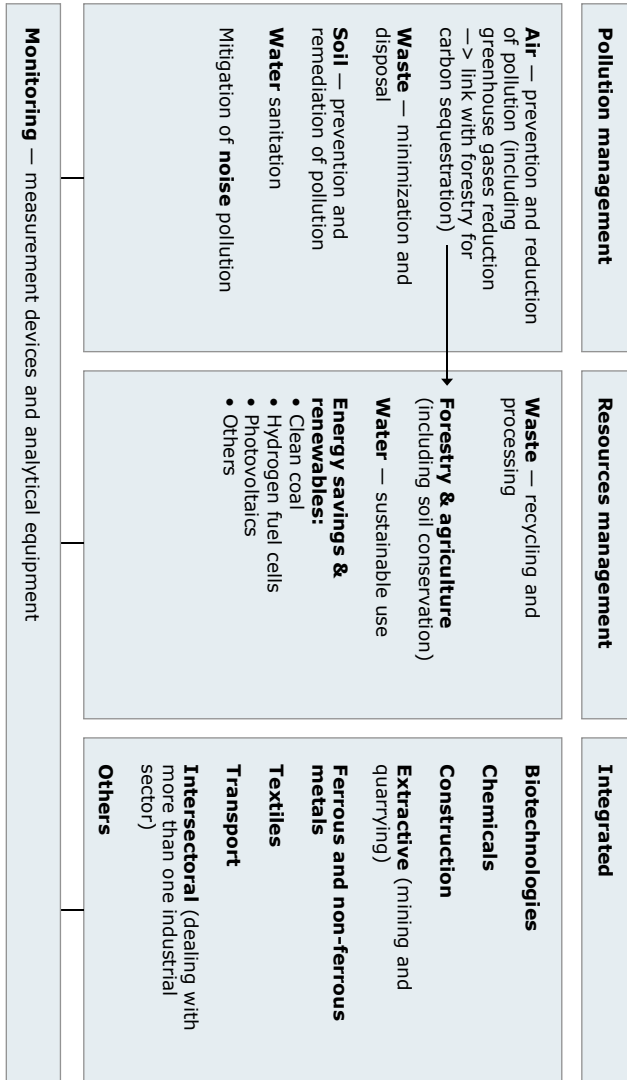 Pollution management
Air — prevention and reduction
of pollution (including
greenhouse gases reduction
—> link with forestry for
carbon sequestration)
Waste — minimization and
disposal
Soil — prevention and
remediation of pollution
Water sanitation
Mitigation of noise pollution
Resources management
Waste — recycling and
processing
Forestry & agriculture
(including soil conservation)
Water — sustainable use
Energy savings &
renewables:
• Clean coal
• Hydrogen fuel cells
• Photovoltaics
• Others
Integrated
Biotechnologies
Chemicals
Construction
Extractive (mining and
quarrying)
Ferrous and non-ferrous
metals
Textiles
Transport
Intersectoral (dealing with
more than one industrial
sector)
Others
Monitoring — measurement devices and analytical equipment